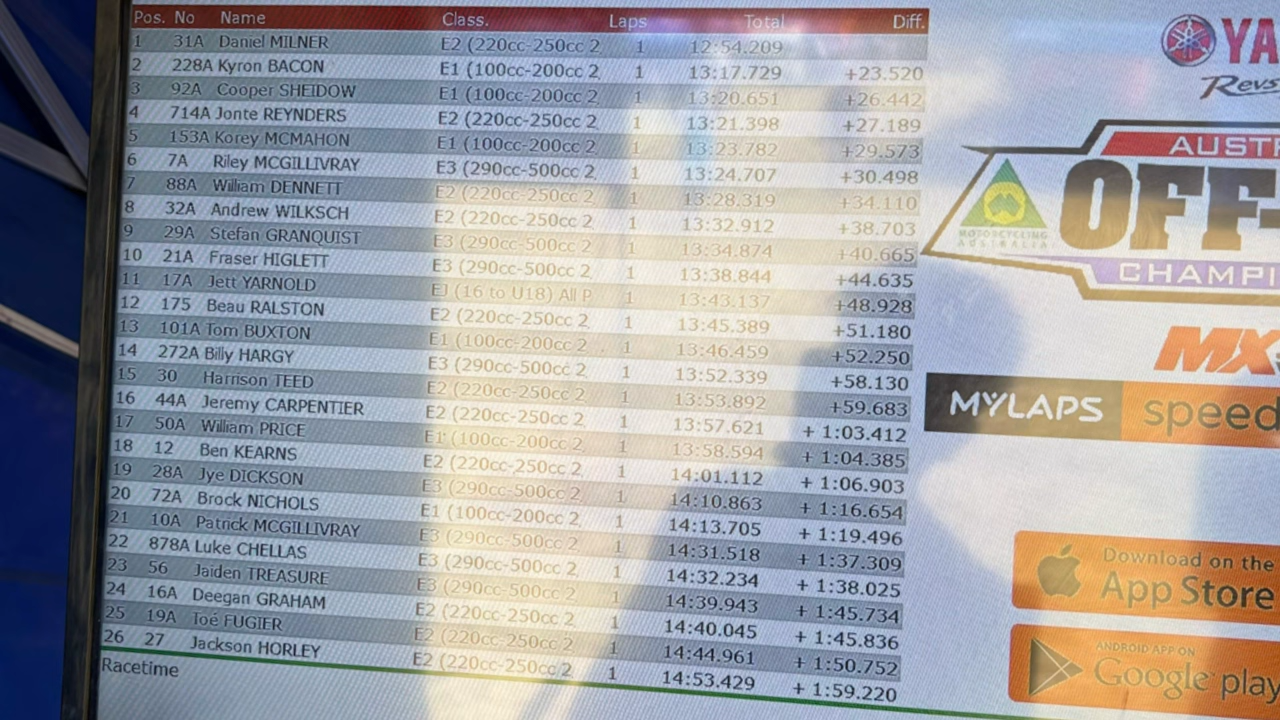 Pos. No Name Class. Laps Total Diff.
1 31A Daniel MILNER E2 (220cc-250cc 2 1 12:54.209
2 228A Kyron BACON E1 (100cc-200cc 2 1 13:17.729 +23.520
3 92A Cooper SHEIDOW E1 (100cc-200cc 2 1 13:20.651 +26.442
4 714A Jonte REYNDERS E2 (220cc-250cc 2 1 13:21.398 +27.189
5 153A Korey MCMAHON E1 (100cc-200cc 2 1 13:23.782 +29.573
6 7A Riley MCGILLIVRAY E3 (290cc-500cc 2 1 13:24.707 +30.498
7 88A William DENNETT E2 (220cc-250cc 2 1 13:28.319 +34.110
8 32A Andrew WILKSCH E2 (220cc-250cc 2 1 13:32.912 +38.703
9 29A Stefan GRANQUIST E3 (290cc-500cc 2 1 13:34.874 +40.665
10 21A Fraser HIGLETT E3 (290cc-500cc 2 1 13:38.844 +44.635
11 17A Jett YARNOLD EJ (16 to U18) All P 1 13:43.137 +48.928
12 175 Beau RALSTON E2 (220cc-250cc 2 1 13:45.389 +51.180
13 101A Tom BUXTON E1 (100cc-200cc 2 1 13:46.459 +52.250
14 272A Billy HARGY E3 (290cc-500cc 2 1 13:52.339 +58.130
15 30 Harrison TEED E2 (220cc-250cc 2 1 13:53.892 +59.683
16 44A Jeremy CARPENTIER E2 (220cc-250cc 2 1 13:57.621 + 1:03.412
17 50A William PRICE E1 (100cc-200cc 2 1 13:58.594 + 1:04.385
18 12 Ben KEARNS E2 (220cc-250cc 2 1 14:01.112 + 1:06.903
19 28A Jye DICKSON E3 (290cc-500cc 2 1 14:10.863 + 1:16.654
20 72A Brock NICHOLS E1 (100cc-200cc 2 1 14:13.705 + 1:19.496
21 10A Patrick MCGILLIVRAY E3 (290cc-500cc 2 1 14:31.518 + 1:37.309
22 878A Luke CHELLAS E3 (290cc-500cc 2 1 14:32.234 + 1:38.025
23 56 Jaiden TREASURE E3 (290cc-500cc 2 1 14:39.943 + 1:45.734
24 16A Deegan GRAHAM E2 (220cc-250cc 2 1 14:40.045 + 1:45.836
25 19A Toé FUGIER E2 (220cc-250cc 2 1 14:44.961 + 1:50.752
26 27 Jackson HORLEY E2 (220cc-250cc 2 1 14:53.429 + 1:59.220
Racetime
YA
Revs
AUSTR
OFF-
MOTORCYCLING
AUSTRALIA
CHAMPI
MX
MYLAPS speed
Download on the
App Store
ANDROID APP ON
Google play